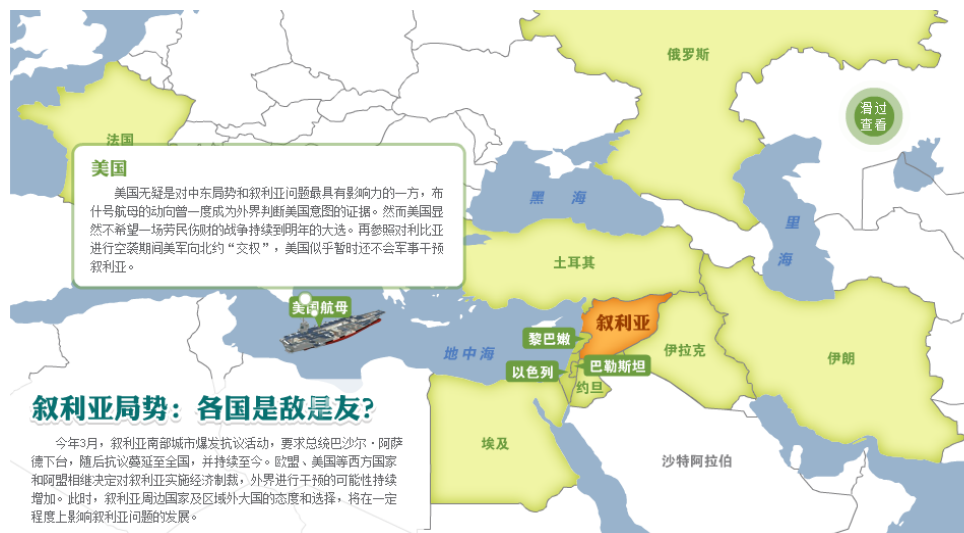 俄罗斯
滑过
查看
法国
美国
美国无疑是对中东局势和叙利亚问题最具有影响力的一方，布
什号航母的动向曾一度成为外界判断美国意图的证据。然而美国显
然不希望一场劳民伤财的战争持续到明年的大选。再参照对利比亚
进行空袭期间美军向北约“交权”，美国似乎暂时还不会军事干预
叙利亚。
黑 海
里
海
土耳其
美国航母
叙利亚
黎巴嫩
地中海
伊拉克
伊朗
以色列
巴勒斯坦
约旦
叙利亚局势：各国是敌是友?
埃及
沙特阿拉伯
今年3月，叙利亚南部城市爆发抗议活动，要求总统巴沙尔·阿萨
德下台，随后抗议蔓延至全国，并持续至今。欧盟、美国等西方国家
和阿盟相继决定对叙利亚实施经济制裁，外界进行干预的可能性持续
增加。此时，叙利亚周边国家及区域外大国的态度和选择，将在一定
程度上影响叙利亚问题的发展。